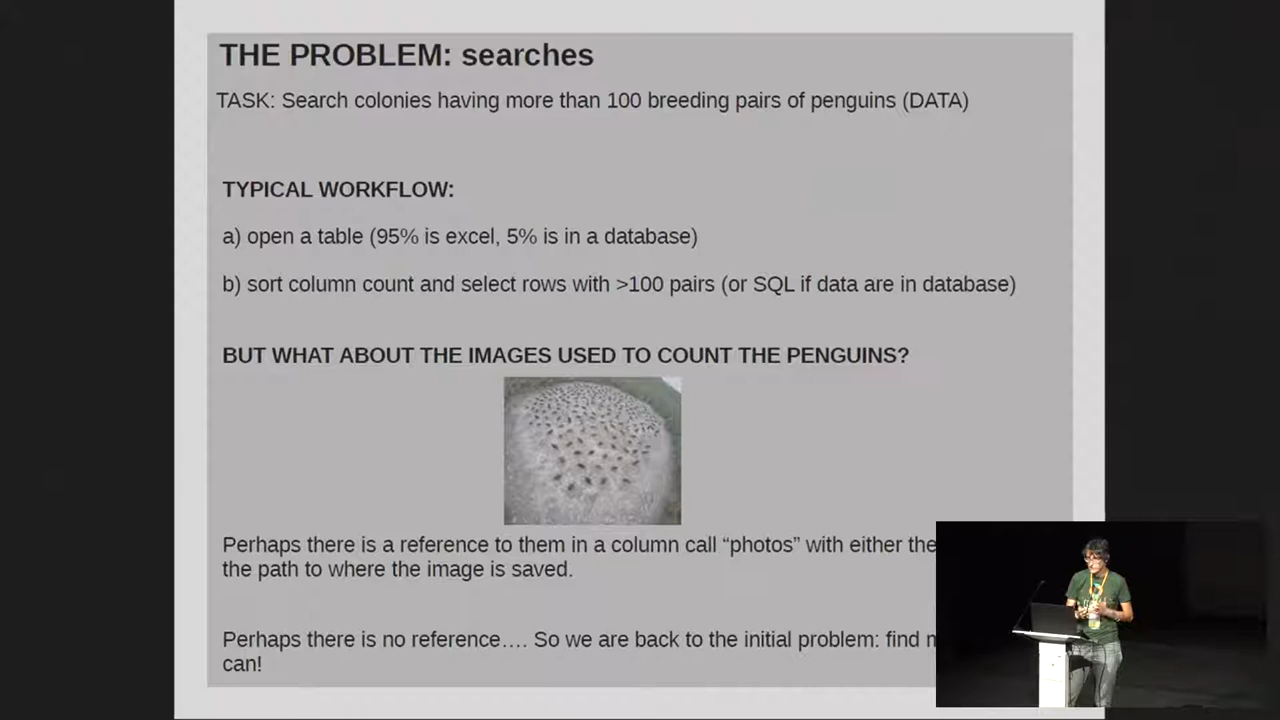 THE PROBLEM: searches
TASK: Search colonies having more than 100 breeding pairs of penguins (DATA)
TYPICAL WORKFLOW:
a) open a table (95% is excel, 5% is in a database)
b) sort column count and select rows with >100 pairs (or SQL if data are in database)
BUT WHAT ABOUT THE IMAGES USED TO COUNT THE PENGUINS?
Perhaps there is a reference to them in a column call “photos” with either the
the path to where the image is saved.
Perhaps there is no reference…. So we are back to the initial problem: find
can!